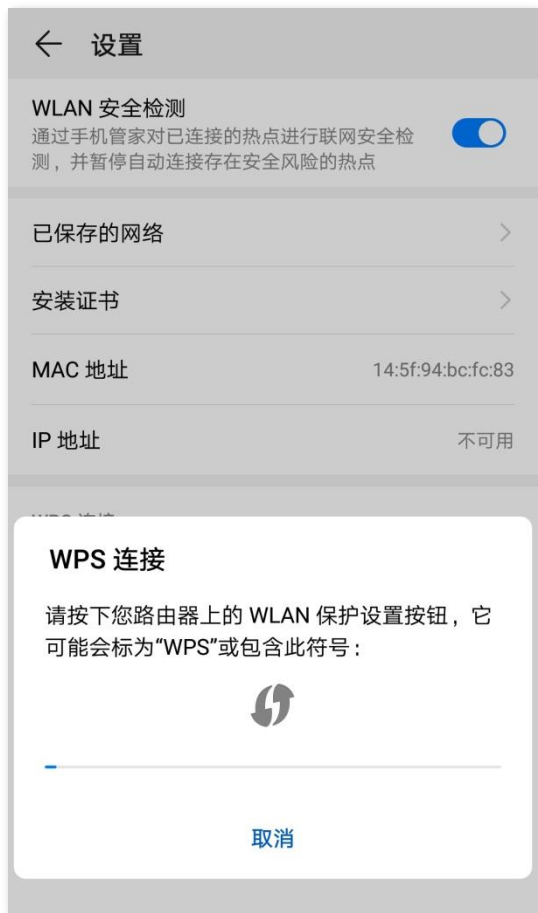 设置
WLAN 安全检测
通过手机管家对已连接的热点进行联网安全检
测，并暂停自动连接存在安全风险的热点
已保存的网络
安装证书
MAC 地址 14:5f:94:bc:fc:83
IP 地址 不可用
WPS 连接
WPS 连接
请按下您路由器上的 WLAN 保护设置按钮，它
可能会标为“WPS”或包含此符号：
取消